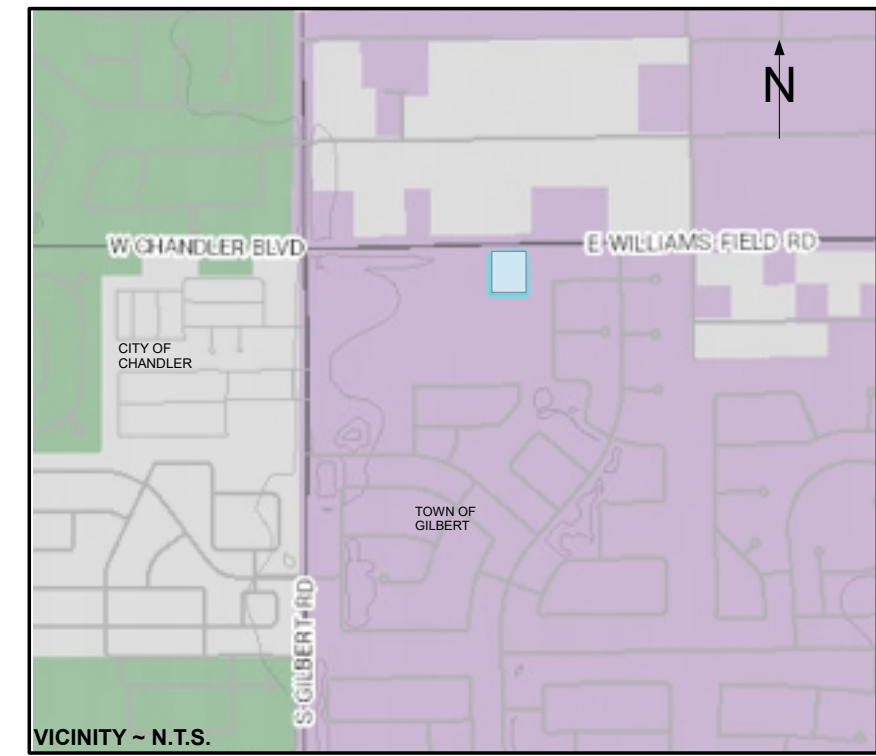 N
W CHANDLER BLVD
E WILLIAMS FIELD RD
CITY OF
CHANDLER
TOWN OF
GILBERT
S GILBERT RD
VICINITY ~ N.T.S.